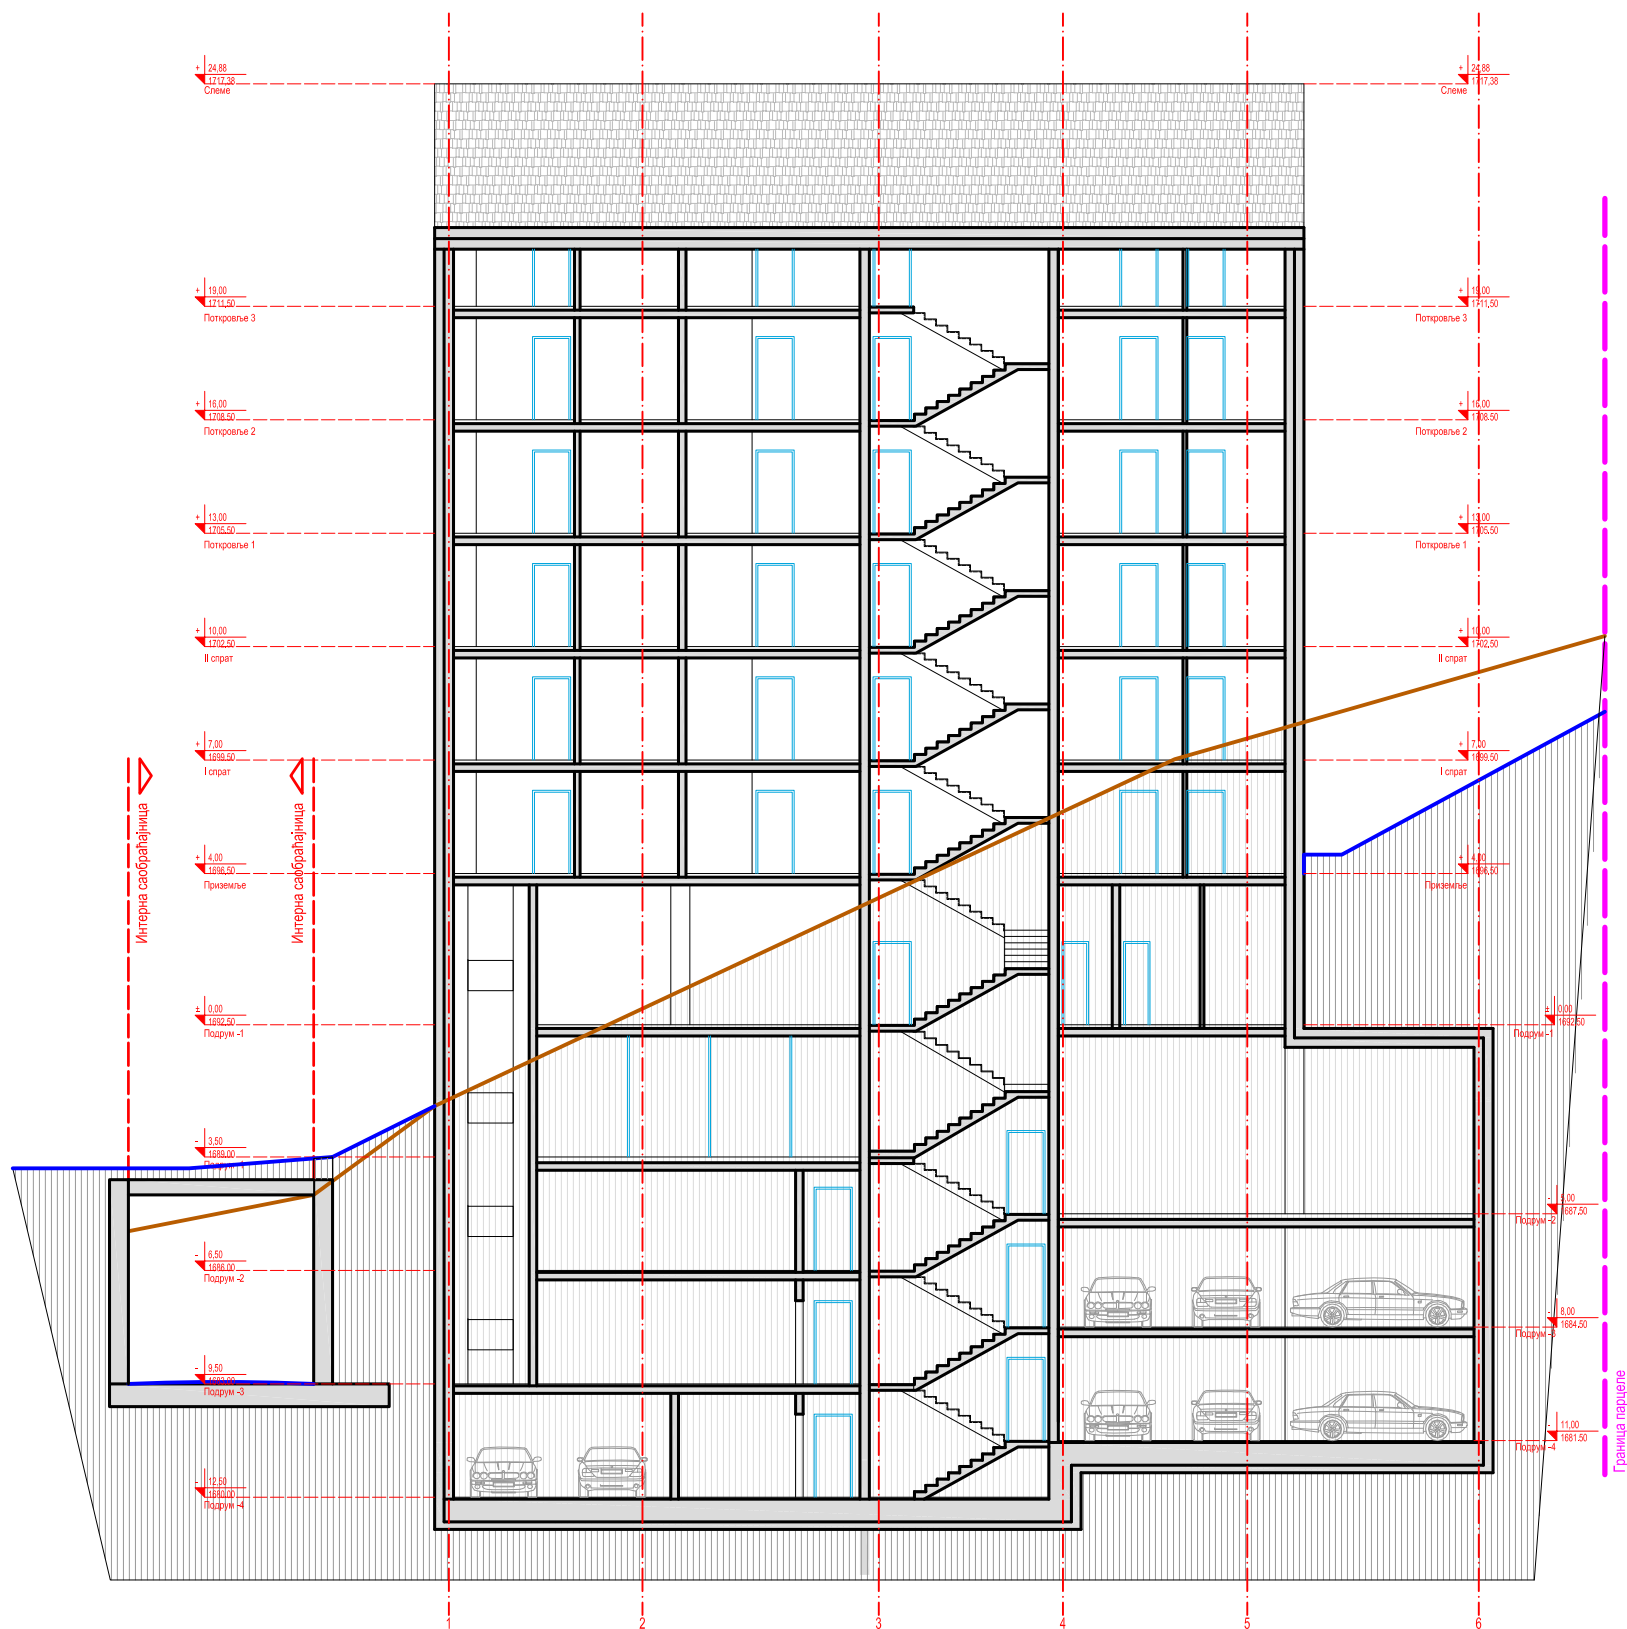 + 24,88
1717,38
Слеме
+ 24,88
1717,38
Слеме
+ 19,00
1711,50
Поткровље 3
+ 19,00
1711,50
Поткровље 3
+ 16,00
1708,50
Поткровље 2
+ 16,00
1708,50
Поткровље 2
+ 13,00
1705,50
Поткровље 1
+ 13,00
1705,50
Поткровље 1
+ 10,00
1702,50
II спрат
+ 10,00
1702,50
II спрат
+ 7,00
1699,50
I спрат
+ 7,00
1699,50
I спрат
Интерна саобраћајница
Интерна саобраћајница
+ 4,00
1696,50
Приземље
+ 4,00
1696,50
Приземље
± 0,00
1692,50
Подрум -1
± 0,00
1692,50
Подрум -1
- 3,50
1689,00
- 5,00
1687,50
Подрум -2
- 6,50
1686,00
Подрум -2
- 8,00
1684,50
Подрум -3
- 9,50
1683,00
Подрум -3
- 11,00
1681,50
Подрум -4
- 12,50
1680,00
Подрум -4
Граница парцеле
1 2 3 4 5 6